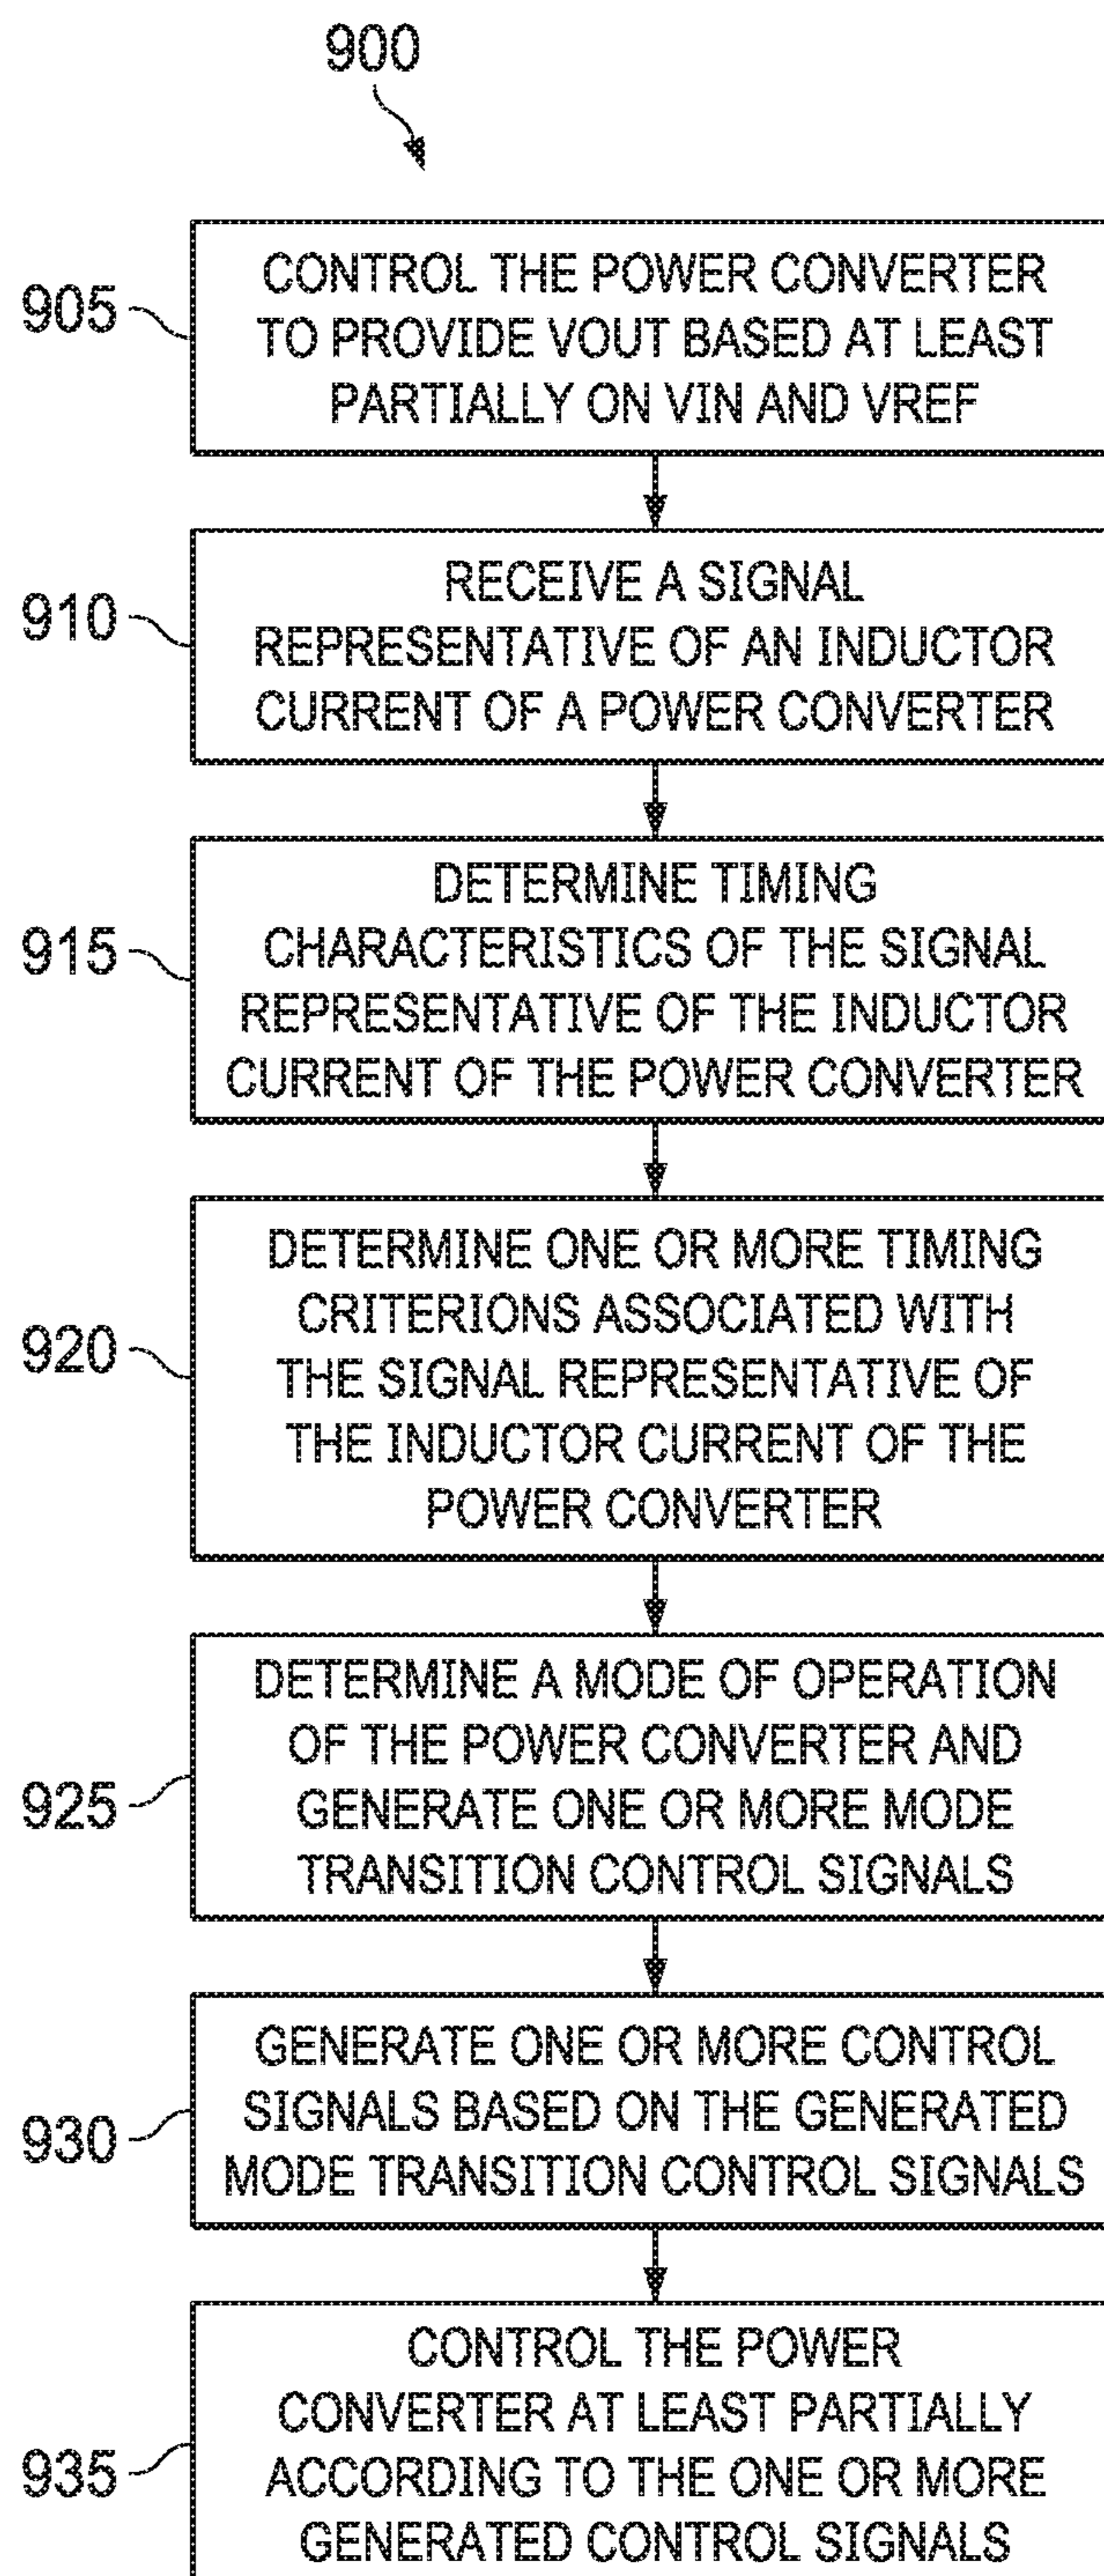 900
905
CONTROL THE POWER CONVERTER
TO PROVIDE VOUT BASED AT LEAST
PARTIALLY ON VIN AND VREF
910
RECEIVE A SIGNAL
REPRESENTATIVE OF AN INDUCTOR
CURRENT OF A POWER CONVERTER
915
DETERMINE TIMING
CHARACTERISTICS OF THE SIGNAL
REPRESENTATIVE OF THE INDUCTOR
CURRENT OF THE POWER CONVERTER
920
DETERMINE ONE OR MORE TIMING
CRITERIONS ASSOCIATED WITH
THE SIGNAL REPRESENTATIVE OF
THE INDUCTOR CURRENT OF THE
POWER CONVERTER
925
DETERMINE A MODE OF OPERATION
OF THE POWER CONVERTER AND
GENERATE ONE OR MORE MODE
TRANSITION CONTROL SIGNALS
930
GENERATE ONE OR MORE CONTROL
SIGNALS BASED ON THE GENERATED
MODE TRANSITION CONTROL SIGNALS
935
CONTROL THE POWER
CONVERTER AT LEAST PARTIALLY
ACCORDING TO THE ONE OR MORE
GENERATED CONTROL SIGNALS